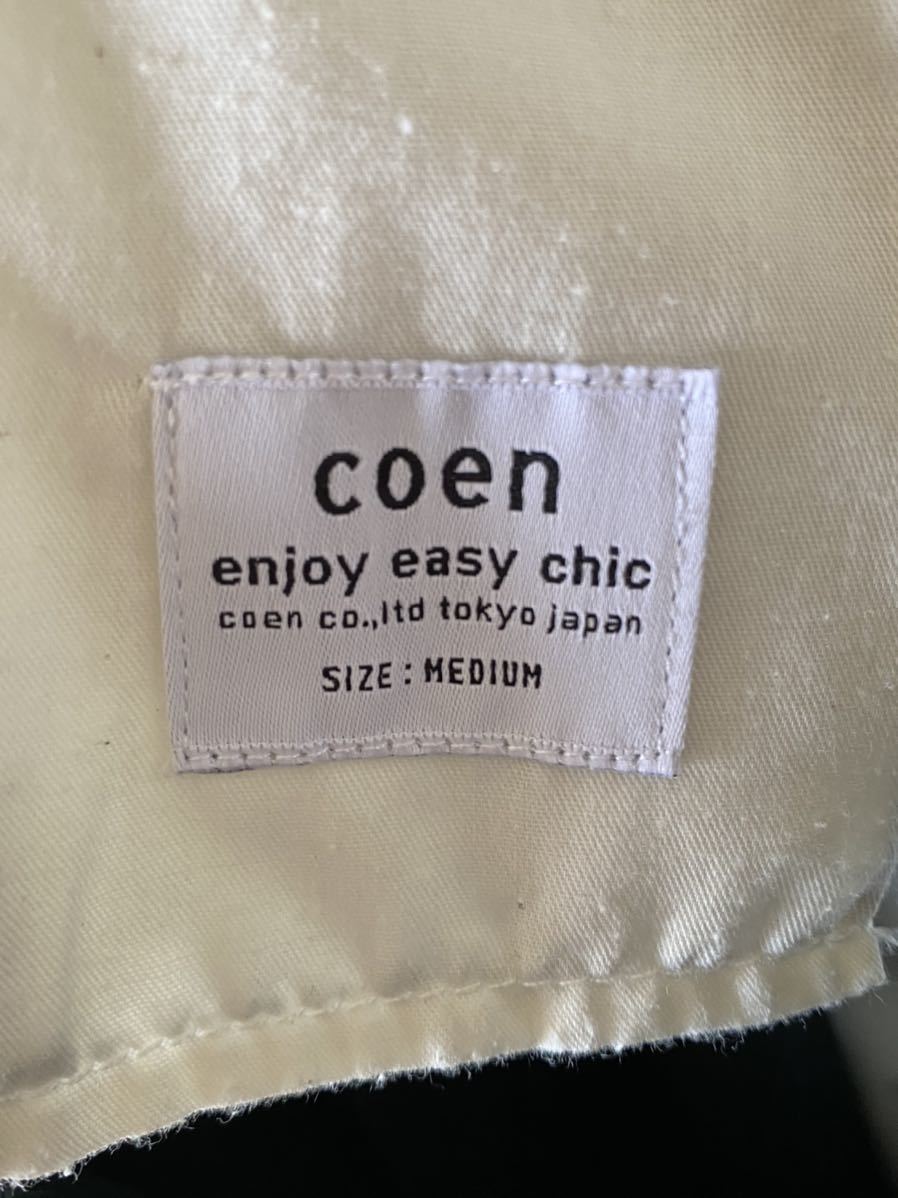 coen
enjoy easy chic
coen co.,ltd tokyo japan
SIZE : MEDIUM